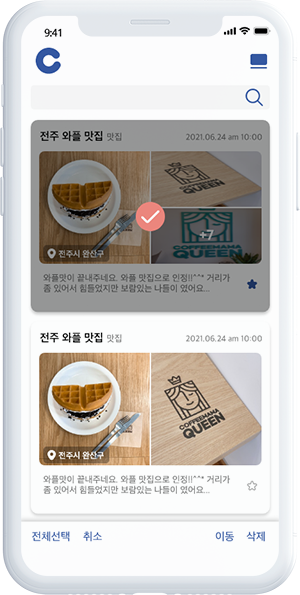 9:41
전주 와플 맛집 맛집 2021.06.24 am 10:00
COFFEEMAMA
QUEEN
+7
전주시 완산구
와플맛이 끝내주네요. 와플 맛집으로 인정!!^^* 거리가
좀 있어서 힘들었지만 보람있는 나들이 였어요...
전주 와플 맛집 맛집 2021.06.24 am 10:00
COFFEEMAMA
QUEEN
전주시 완산구
와플맛이 끝내주네요. 와플 맛집으로 인정!!^^* 거리가
좀 있어서 힘들었지만 보람있는 나들이 였어요...
전체선택 취소 이동 삭제